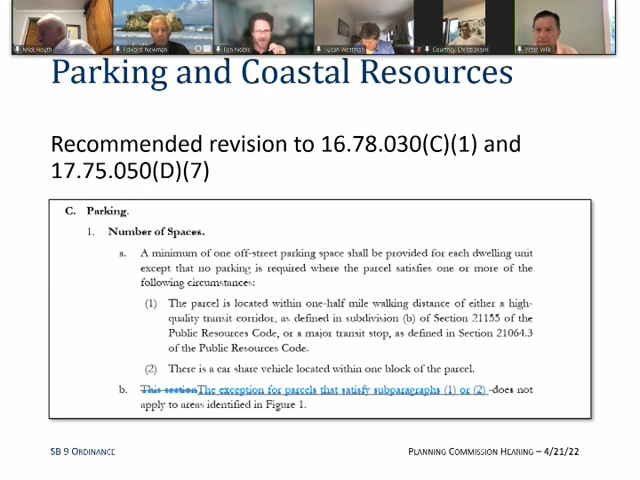 Mick Routh
Edward Newman
Ben Noble
Susan Westman
Courtney Christiansen
Peter Wilk
Parking and Coastal Resources
Recommended revision to 16.78.030(C)(1) and
17.75.050(D)(7)
C. Parking.
1. Number of Spaces.
a. A minimum of one off-street parking space shall be provided for each dwelling unit
except that no parking is required where the parcel satisfies one or more of the
following circumstances:
(1) The parcel is located within one-half mile walking distance of either a high-
quality transit corridor, as defined in subdivision (b) of Section 21155 of the
Public Resources Code, or a major transit stop, as defined in Section 21064.3
of the Public Resources Code.
(2) There is a car share vehicle located within one block of the parcel.
b. This sectionThe exception for parcels that satisfy subparagraphs (1) or (2) does not
apply to areas identified in Figure 1.
SB 9 ORDINANCE
PLANNING COMMISSION HEARING – 4/21/22